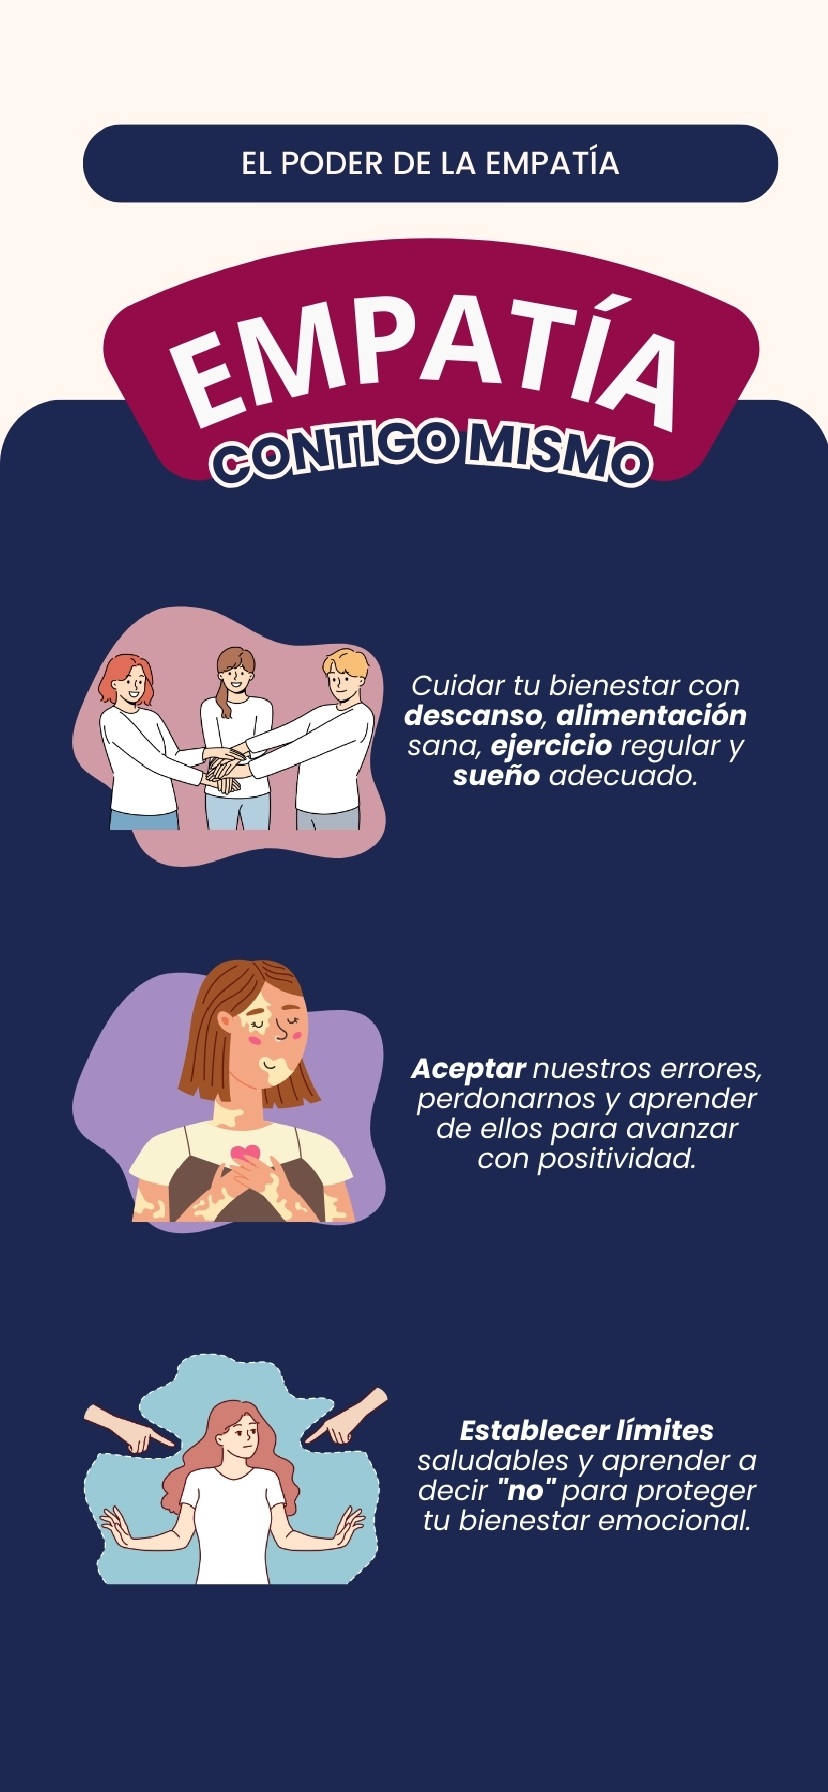 EL PODER DE LA EMPATÍA
EMPATÍA
CONTIGO MISMO
Cuidar tu bienestar con
descanso, alimentación
sana, ejercicio regular y
sueño adecuado.
Aceptar nuestros errores,
perdonarnos y aprender
de ellos para avanzar
con positividad.
Establecer límites
saludables y aprender a
decir "no" para proteger
tu bienestar emocional.